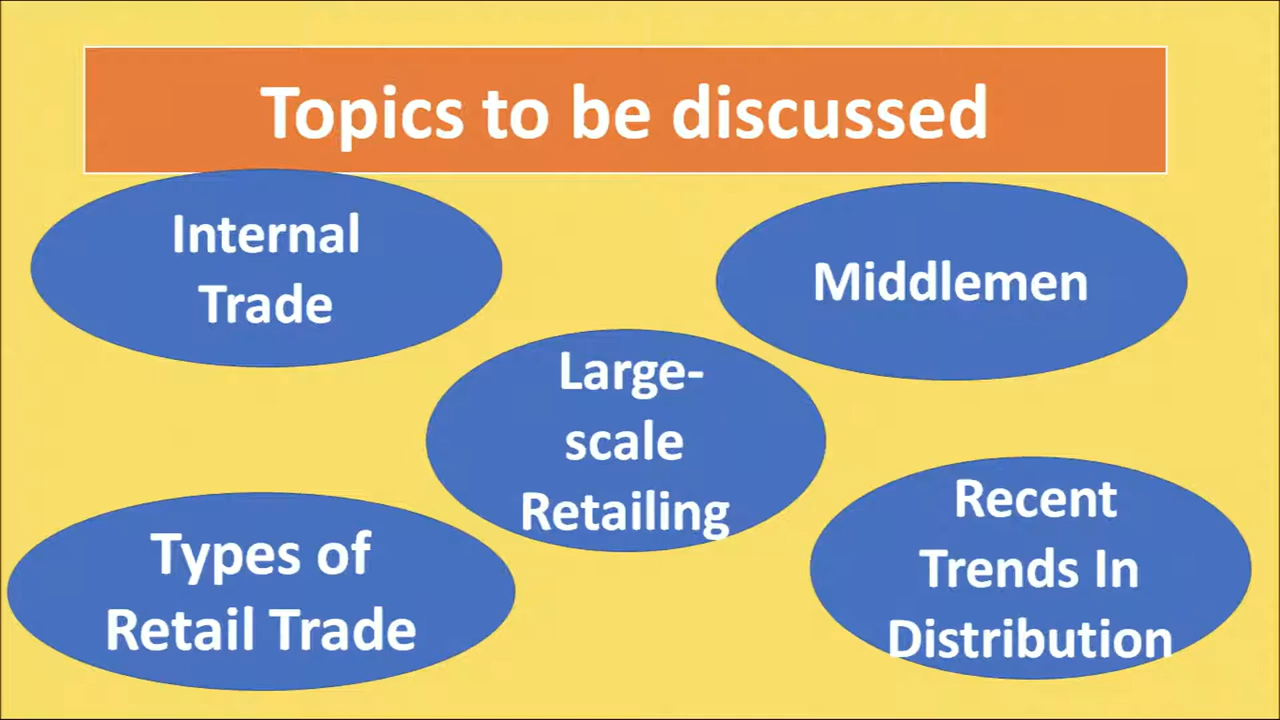 Topics to be discussed
Internal
Trade
Middlemen
Large-
scale
Retailing
Types of
Retail Trade
Recent
Trends In
Distribution